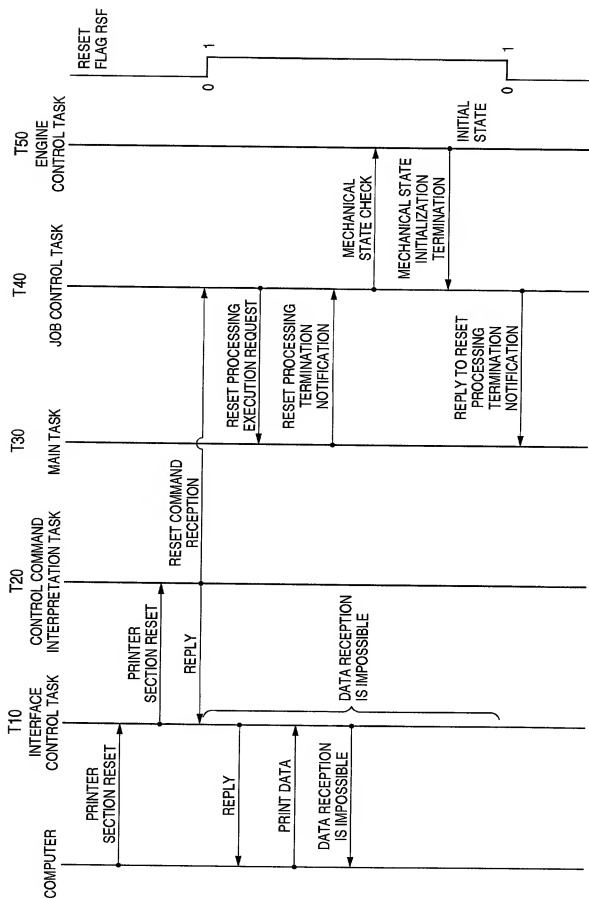 COMPUTER
T10
INTERFACE
CONTROL TASK
T20
CONTROL COMMAND
INTERPRETATION TASK
T30
MAIN TASK
T40
JOB CONTROL TASK
T50
ENGINE
CONTROL TASK
RESET
FLAG RSF
PRINTER
SECTION RESET
PRINTER
SECTION RESET
REPLY
RESET COMMAND
RECEPTION
0
1
REPLY
RESET PROCESSING
EXECUTION REQUEST
PRINT DATA
RESET PROCESSING
TERMINATION
NOTIFICATION
DATA RECEPTION
IS IMPOSSIBLE
DATA RECEPTION
IS IMPOSSIBLE
MECHANICAL
STATE CHECK
MECHANICAL STATE
INITIALIZATION
TERMINATION
INITIAL
STATE
0
1
REPLY TO RESET
PROCESSING
TERMINATION
NOTIFICATION